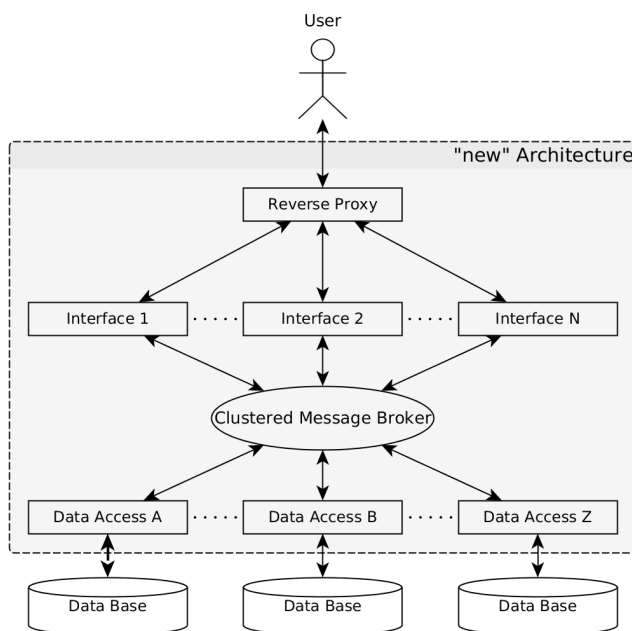 User
"new" Architecture
Reverse Proxy
Interface 1 ..... Interface 2 ..... Interface N
Clustered Message Broker
Data Access A ..... Data Access B ..... Data Access Z
Data Base Data Base Data Base